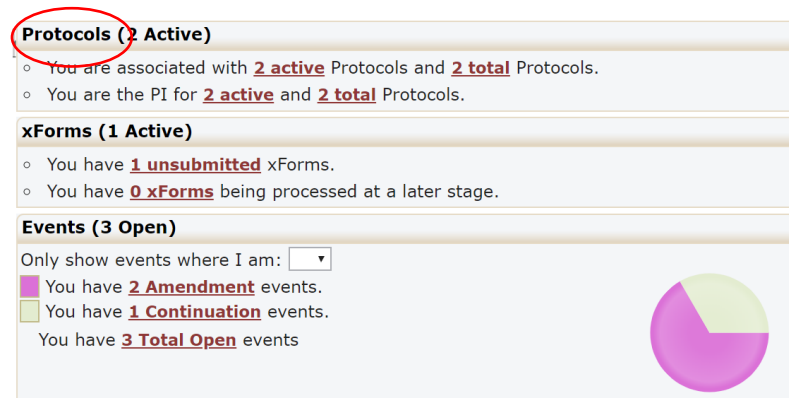 Protocols (2 Active)
You are associated with 2 active Protocols and 2 total Protocols.
You are the PI for 2 active and 2 total Protocols.
xForms (1 Active)
You have 1 unsubmitted xForms.
You have 0 xForms being processed at a later stage.
Events (3 Open)
Only show events where I am:
You have 2 Amendment events.
You have 1 Continuation events.
You have 3 Total Open events